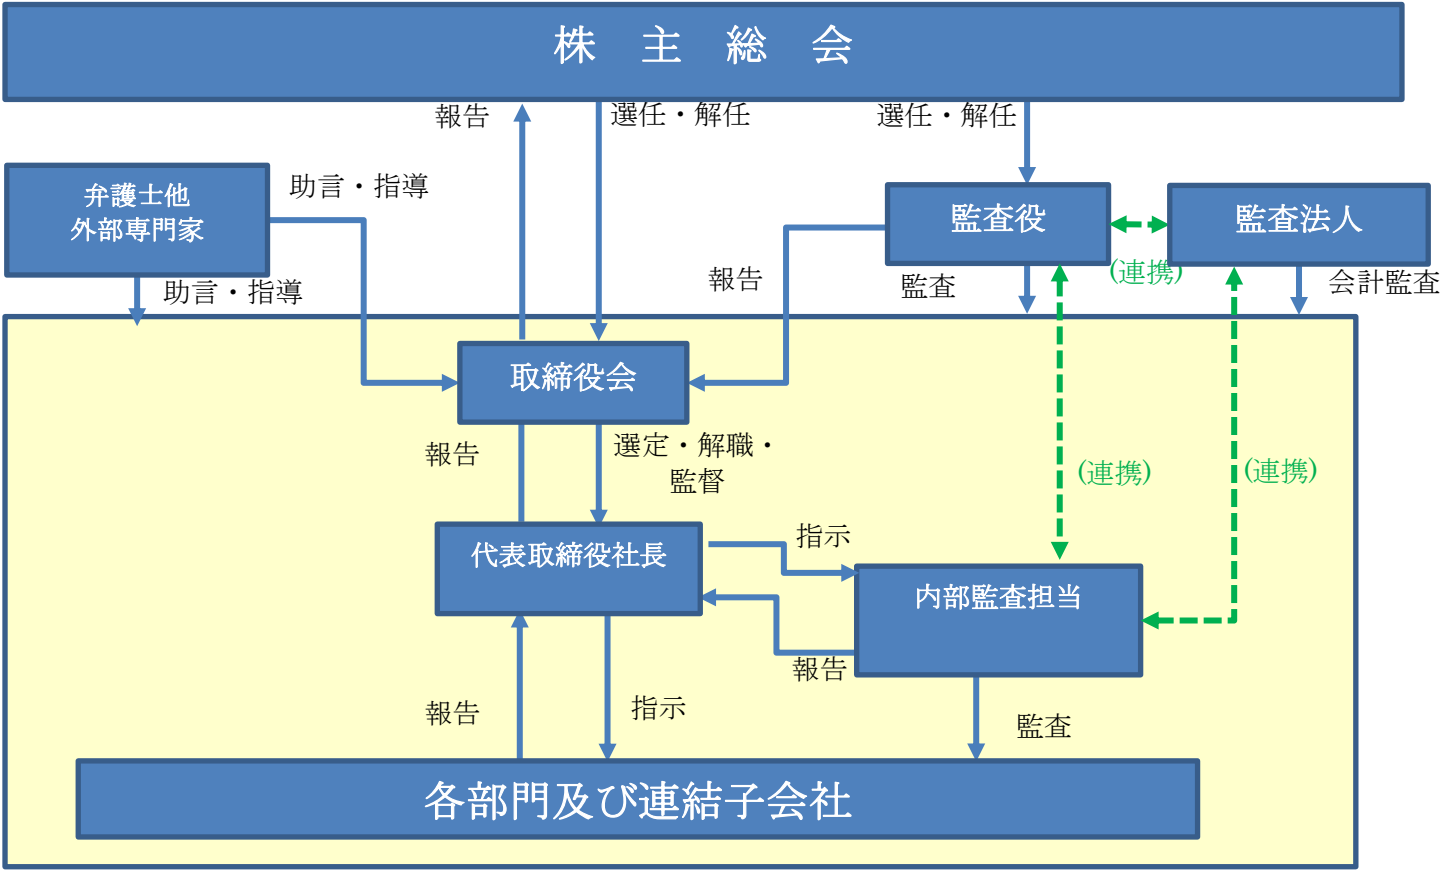 株　主　総　会
報告
選任・解任
選任・解任
弁護士他
外部専門家
助言・指導
助言・指導
監査役
監査法人
(連携)
報告
監査
会計監査
取締役会
報告
選定・解職・
監督
(連携)
(連携)
代表取締役社長
指示
内部監査担当
報告
報告
指示
監査
各部門及び連結子会社